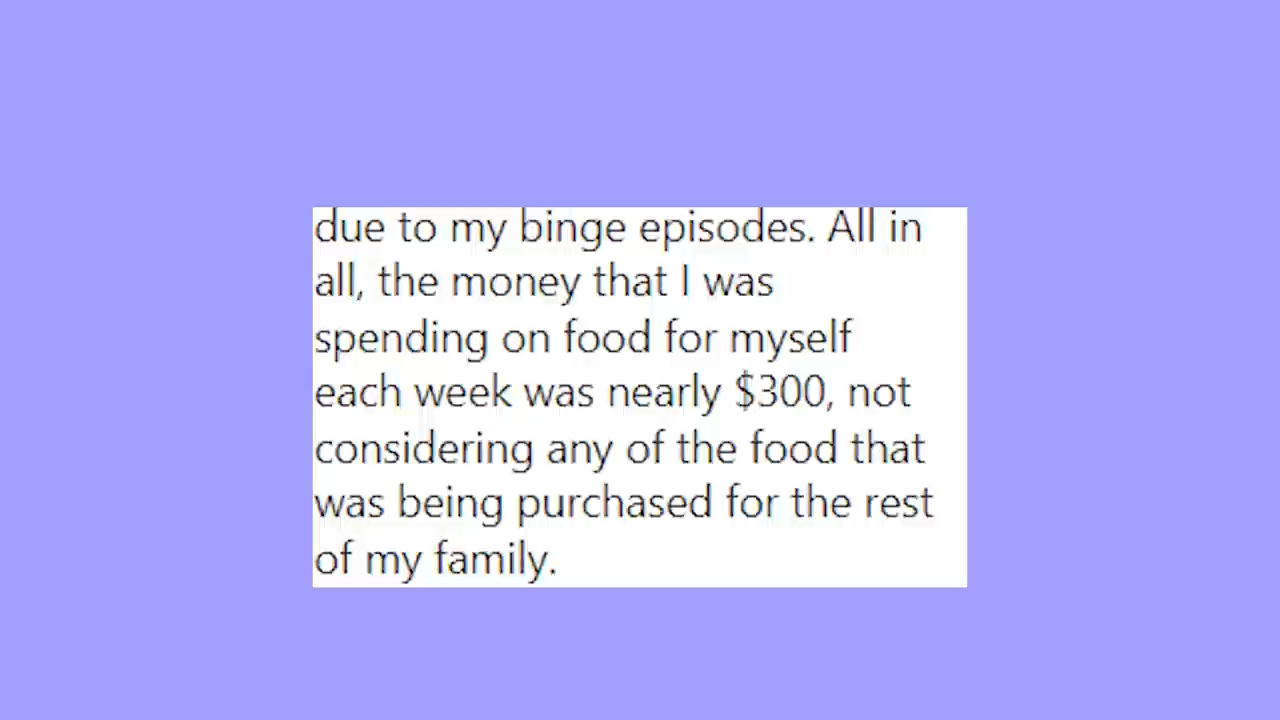 due to my binge episodes. All in
all, the money that I was
spending on food for myself
each week was nearly $300, not
considering any of the food that
was being purchased for the rest
of my family.